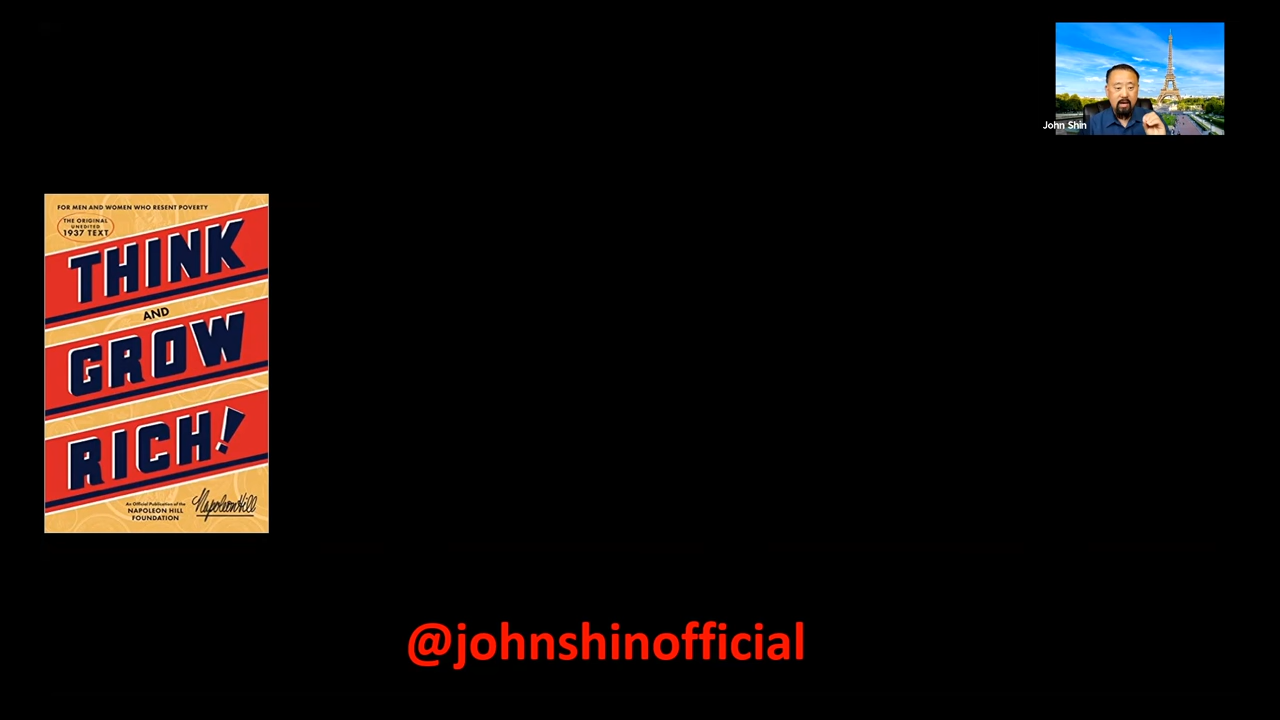 John Shin
FOR MEN AND WOMEN WHO RESENT POVERTY
THE ORIGINAL
UNEDITED
1937 TEXT
THINK
AND
GROW
RICH!
An Official Publication of the
NAPOLEON HILL
FOUNDATION
Napoleon Hill
@johnshinofficial